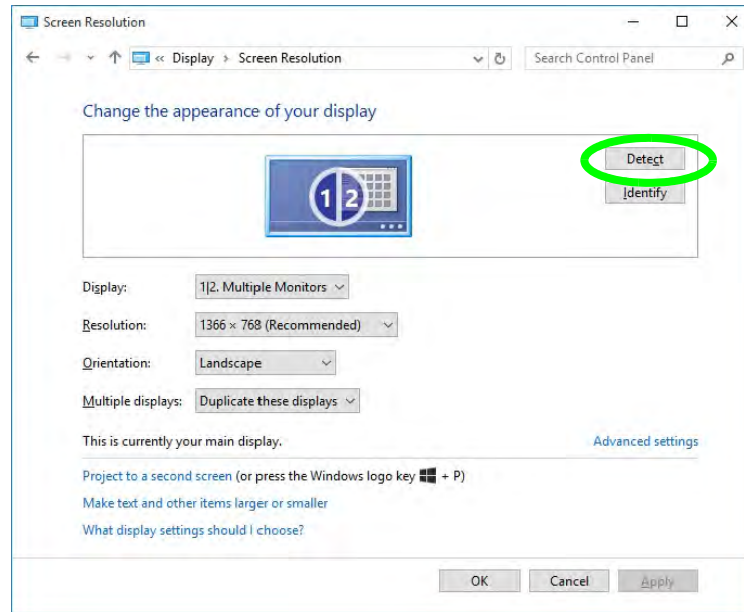 Screen Resolution
« Display › Screen Resolution
Search Control Panel
Change the appearance of your display
1 2
Detect
Identify
Display: 1|2. Multiple Monitors
Resolution: 1366 × 768 (Recommended)
Orientation: Landscape
Multiple displays: Duplicate these displays
This is currently your main display.
Advanced settings
Project to a second screen (or press the Windows logo key + P)
Make text and other items larger or smaller
What display settings should I choose?
OK Cancel Apply